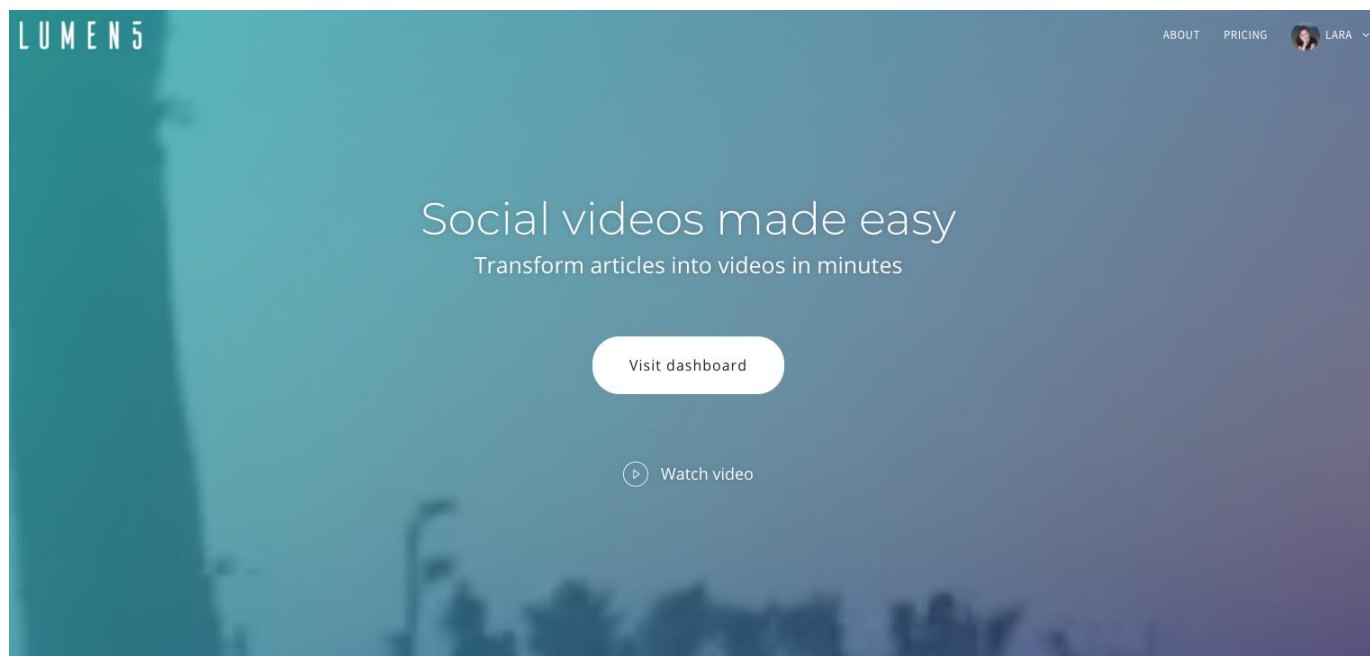 LUMEN5
ABOUT PRICING LARA
Social videos made easy
Transform articles into videos in minutes
Visit dashboard
Watch video